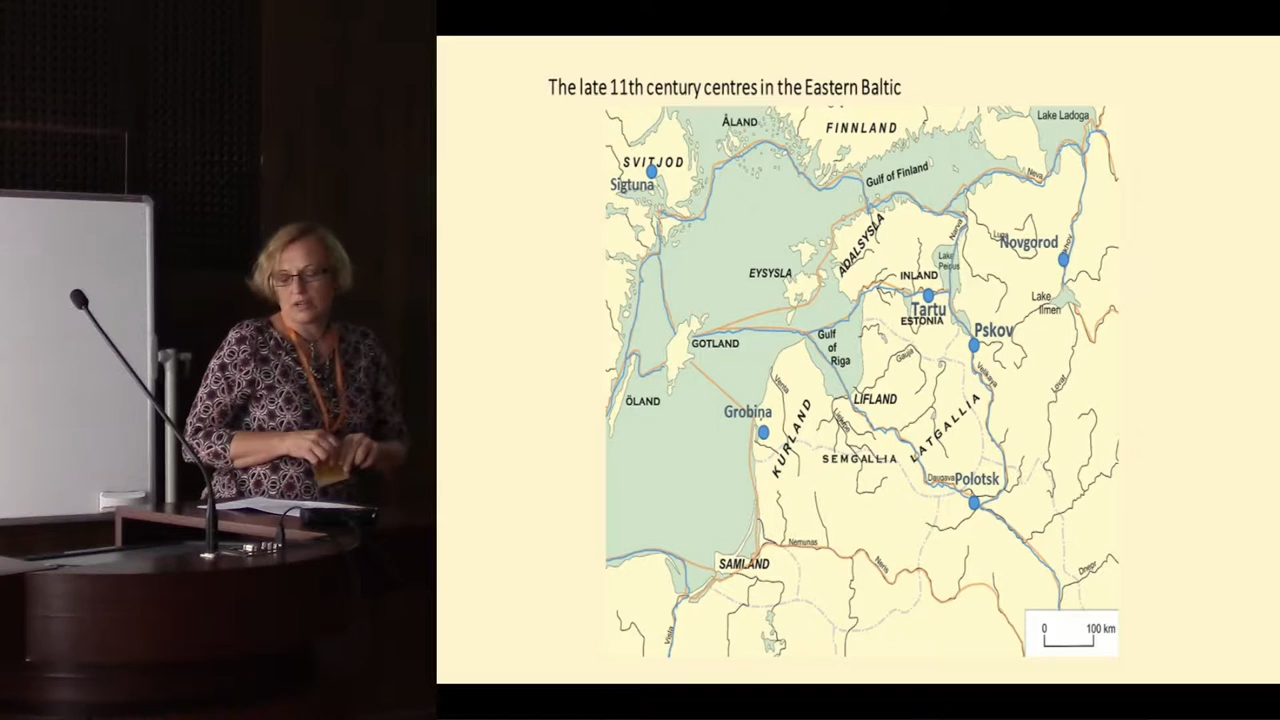 The late 11th century centres in the Eastern Baltic
ÅLAND
FINNLAND
Lake Ladoga
SVITJOD
Sigtuna
Gulf of Finland
Neva
ADALSYSLA
Narva
Novgorod
EYSYSLA
Lake
Peipus
INLAND
Tartu
ESTONIA
Lake
Ilmen
Pskov
GOTLAND
Gulf
of
Riga
Gauja
Velikaya
Venta
Lovat
ÖLAND
Grobina
KURLAND
LIFLAND
LATGALLIA
SEMGALLIA
Daugava
Polotsk
SAMLAND
Nemunas
Neris
Dnepr
Visla
0 100 km